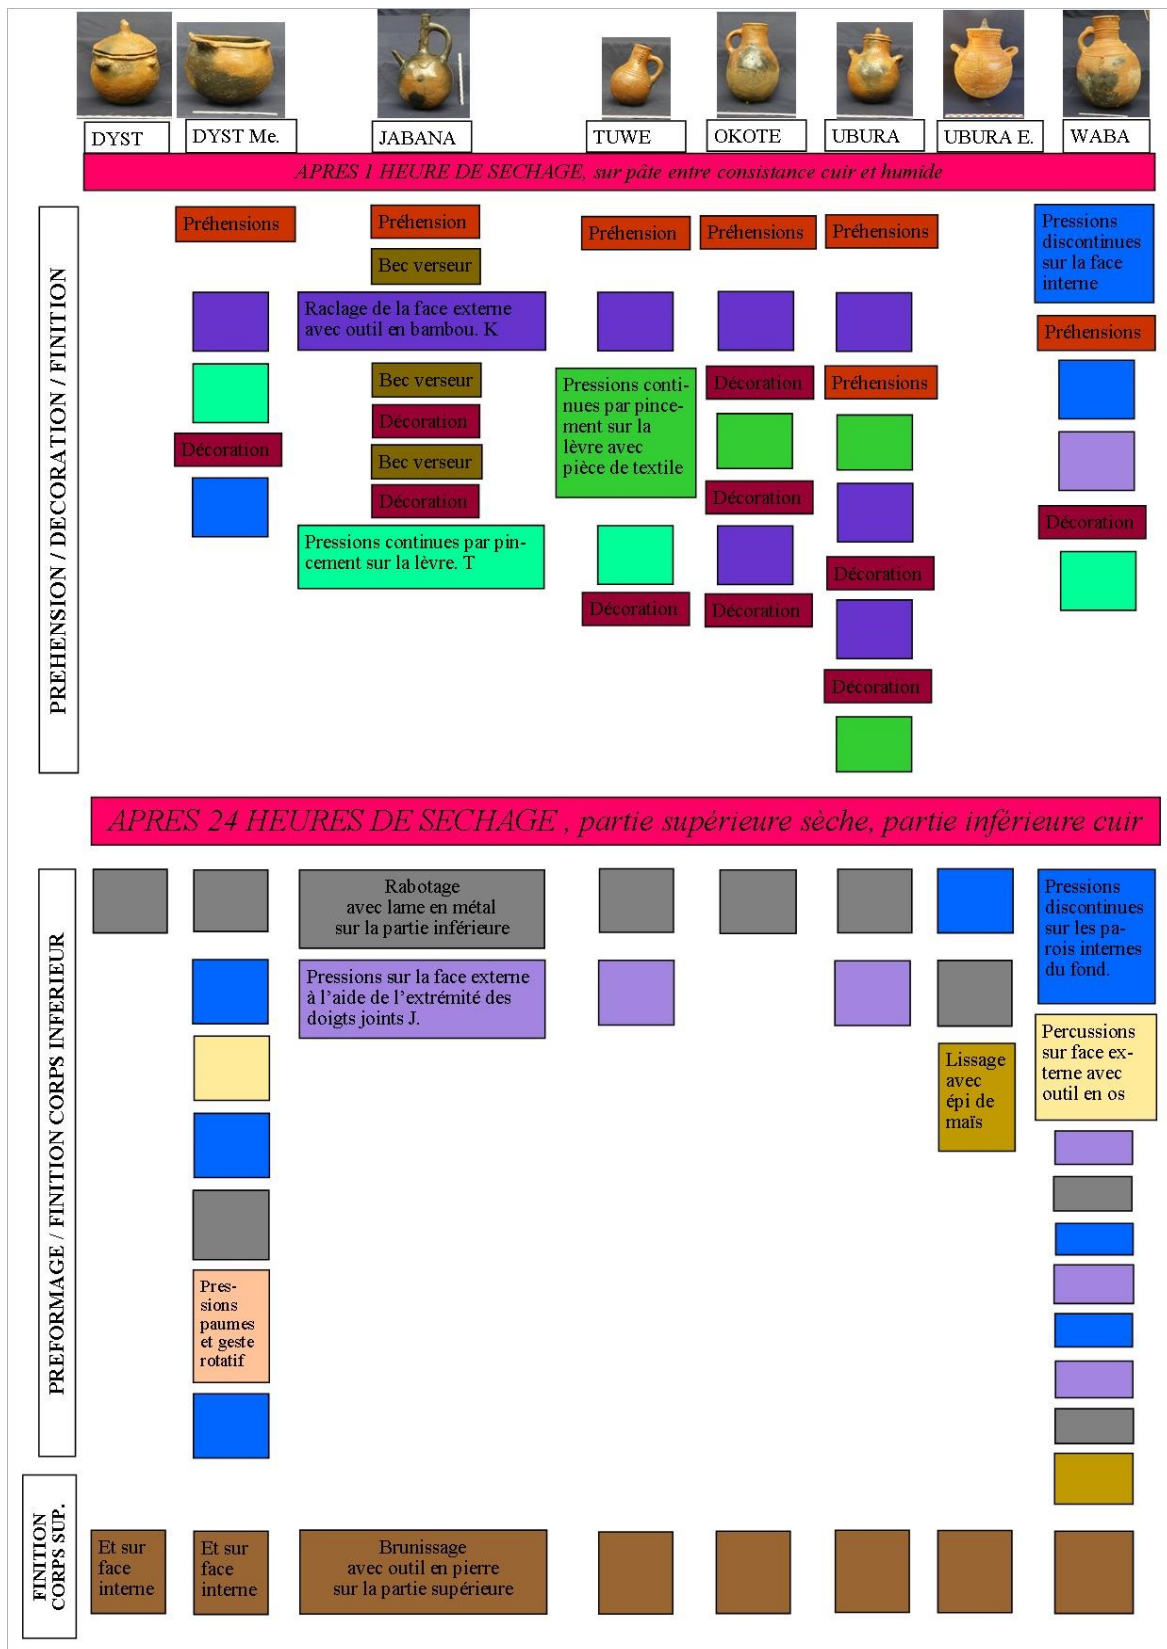 DYST
DYST Me.
JABANA
TUWE
OKOTE
UBURA
UBURA E.
WABA
APRES 1 HEURE DE SECHAGE, sur pâte entre consistance cuir et humide
PREHENSION / DECORATION / FINITION
Préhensions
Décoration
Préhension
Bec verseur
Raclage de la face externe
avec outil en bambou. K
Bec verseur
Décoration
Bec verseur
Décoration
Pressions continues par pin-
cement sur la lèvre. T
Préhension
Pressions conti-
nues par pince-
ment sur la
lèvre avec
pièce de textile
Décoration
Préhensions
Décoration
Décoration
Décoration
Préhensions
Préhensions
Décoration
Décoration
Pressions
discontinues
sur la face
interne
Préhensions
Décoration
APRES 24 HEURES DE SECHAGE , partie supérieure sèche, partie inférieure cuir
PREFORMAGE / FINITION CORPS INFERIEUR
Pres-
sions
paumes
et geste
rotatif
Rabotage
avec lame en métal
sur la partie inférieure
Pressions sur la face externe
à l’aide de l’extrémité des
doigts joints J.
Lissage
avec
épi de
maïs
Pressions
discontinues
sur les pa-
rois internes
du fond.
Percussions
sur face ex-
terne avec
outil en os
FINITION
CORPS SUP.
Et sur
face
interne
Et sur
face
interne
Brunissage
avec outil en pierre
sur la partie supérieure